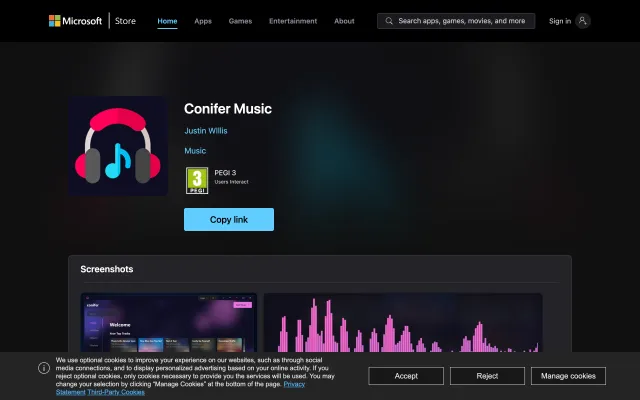 Microsoft Store Home Apps Games Entertainment About Search apps, games, movies, and more Sign in
Conifer Music
Justin WIllis
Music
3
PEGI
PEGI 3
Users Interact
Copy link
Screenshots
Welcome
We use optional cookies to improve your experience on our websites, such as through social
media connections, and to display personalized advertising based on your online activity. If you
reject optional cookies, only cookies necessary to provide you the services will be used. You may
change your selection by clicking "Manage Cookies" at the bottom of the page. Privacy
Statement Third-Party Cookies
Accept Reject Manage cookies